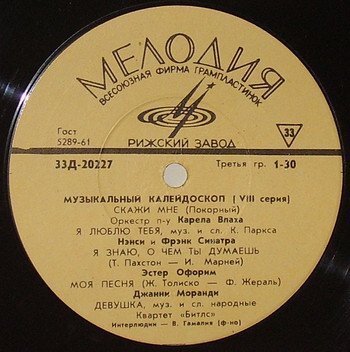 МЕЛОДИЯ
ВСЕСОЮЗНАЯ ФИРМА ГРАМПЛАСТИНОК
Гост
5289-61
РИЖСКИЙ ЗАВОД
33
33Д-20227
Третья гр. 1-30
МУЗЫКАЛЬНЫЙ КАЛЕЙДОСКОП (VIII серия)
СКАЖИ МНЕ (Покорный)
Оркестр п-у Карела Влаха
Я ЛЮБЛЮ ТЕБЯ, муз. и сл. К. Паркса
Нэнси и Фрэнк Синатра
Я ЗНАЮ, О ЧЕМ ТЫ ДУМАЕШЬ
(Т. Пахстон — И. Марней)
Эстер Офорим
МОЯ ПЕСНЯ (Ж. Толиско — Ф. Жераль)
Джанни Моранди
ДЕВУШКА, муз. и сл. народные
Квартет «Битлс»
Интерлюдии — В. Гамалия (ф-но)